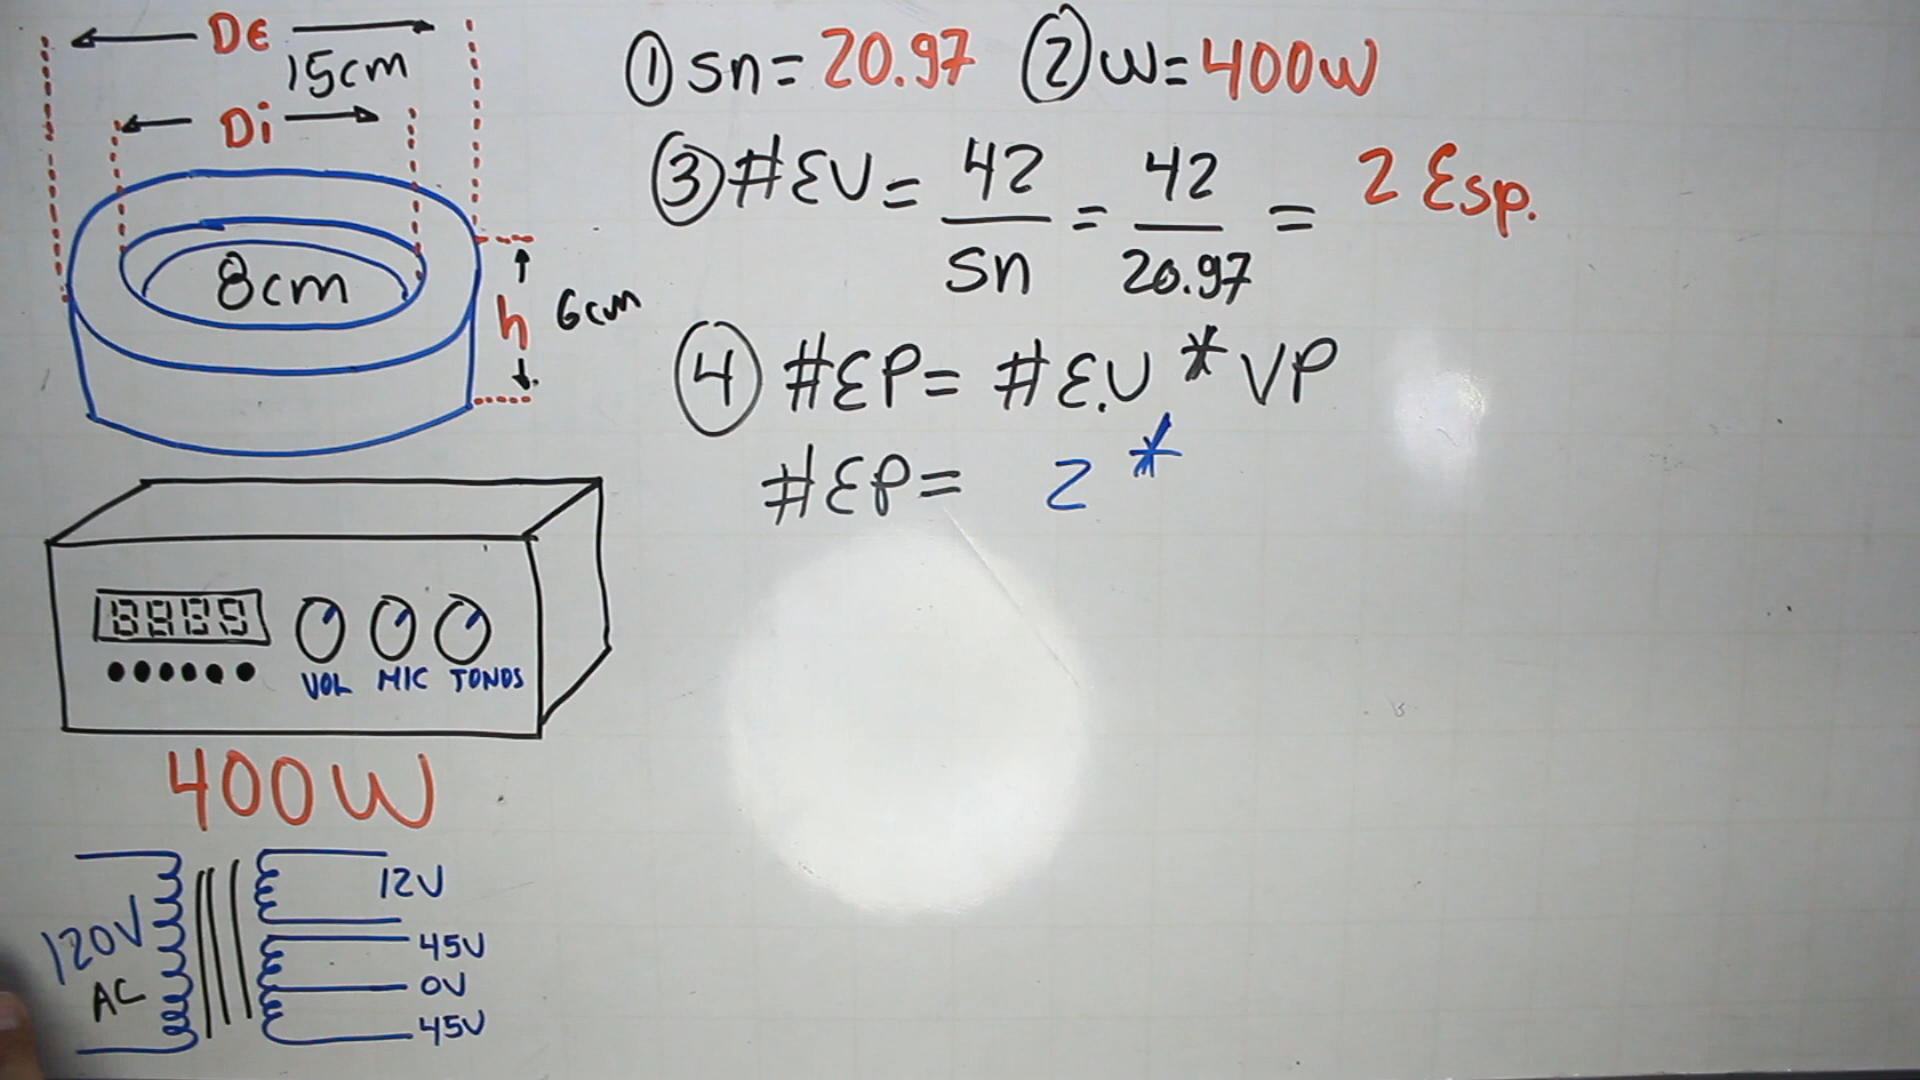 De
15cm
Di
8cm
h 6cm
8889
VOL MIC TONOS
400W
120V
AC
12V
45V
0V
45V
① Sn = 20.97 ② W = 400W
③ #EV = 42/Sn = 42/20.97 = 2 Esp.
④ #EP = #E.V * VP
#EP = 2 *